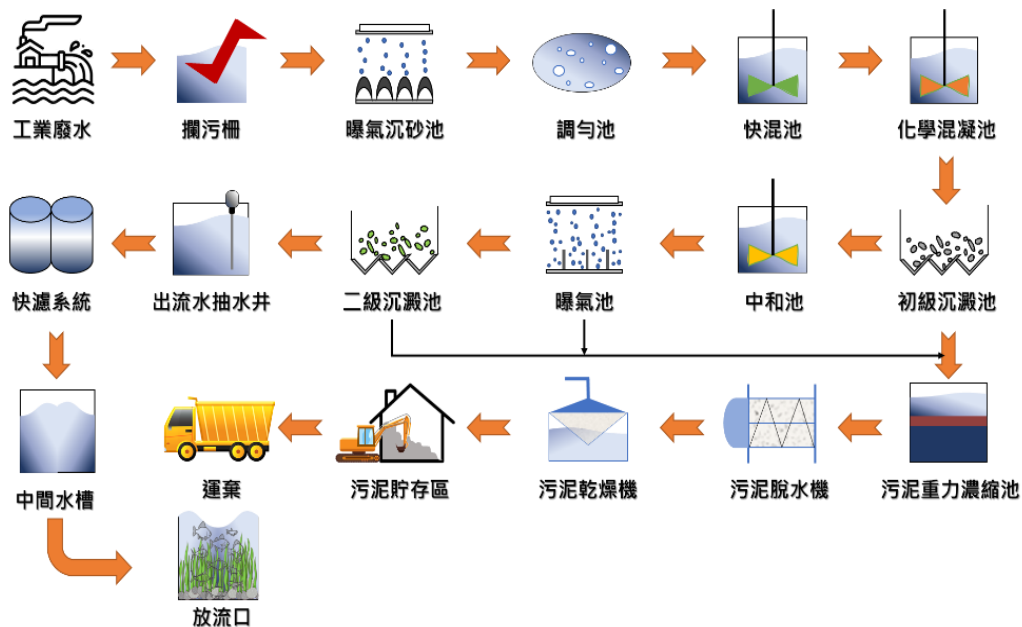 工業廢水
攔污柵
曝氣沉砂池
調勻池
快混池
化學混凝池
快濾系統
出流水抽水井
二級沉澱池
曝氣池
中和池
初級沉澱池
中間水槽
運棄
污泥貯存區
污泥乾燥機
污泥脫水機
污泥重力濃縮池
放流口